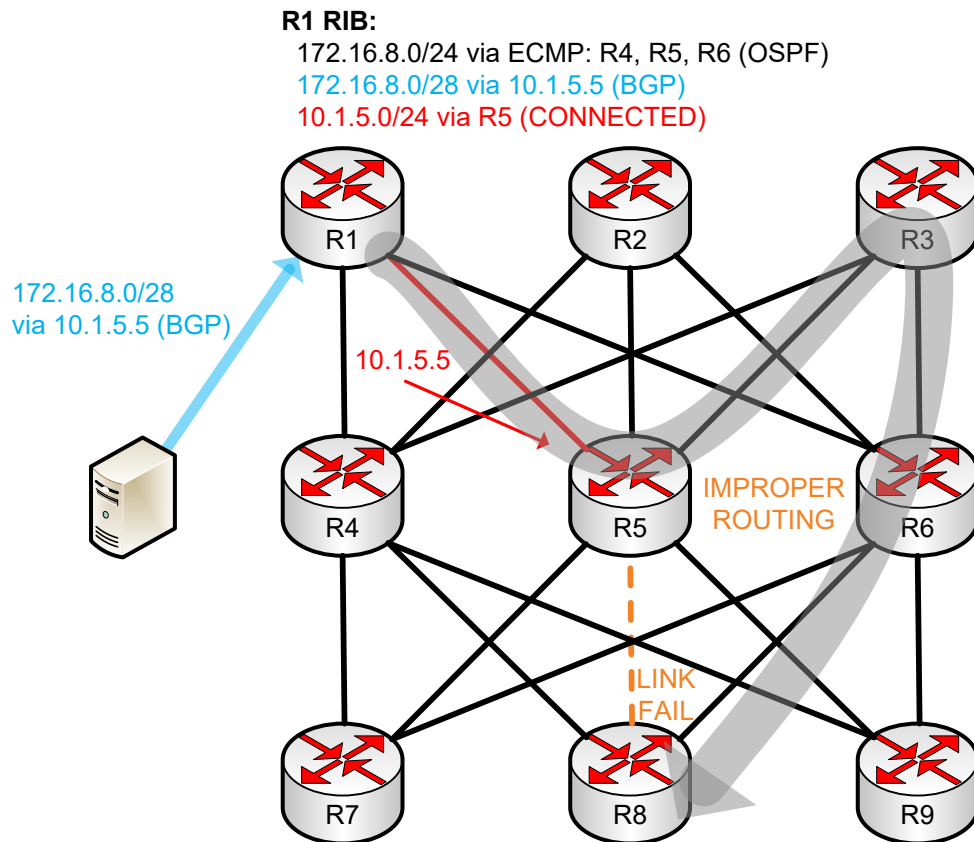 R1 RIB:
172.16.8.0/24 via ECMP: R4, R5, R6 (OSPF)
172.16.8.0/28 via 10.1.5.5 (BGP)
10.1.5.0/24 via R5 (CONNECTED)
R1
R2
R3
172.16.8.0/28
via 10.1.5.5 (BGP)
10.1.5.5
IMPROPER
ROUTING
R4
R5
R6
LINK
FAIL
R7
R8
R9